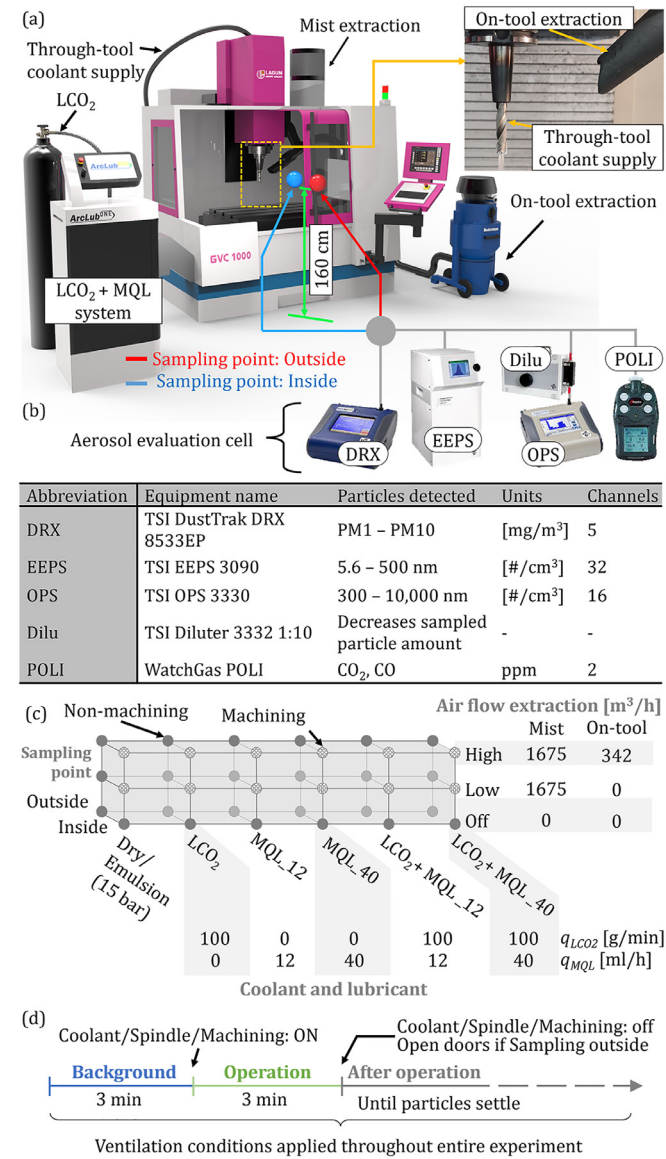 (a)
Through-tool
coolant supply
Mist extraction
On-tool extraction
Through-tool
coolant supply
LCO₂
LAGUN
ArcLub
ArcLub ONE
GVC 1000
On-tool extraction
LCO₂ + MQL
system
160 cm
Sampling point: Outside
Sampling point: Inside
(b)
Aerosol evaluation cell
DRX
EEPS
Dilu
OPS
POLI
Abbreviation Equipment name Particles detected Units Channels
DRX TSI DustTrak DRX 8533EP PM1 – PM10 [mg/m³] 5
EEPS TSI EEPS 3090 5.6 – 500 nm [#/cm³] 32
OPS TSI OPS 3330 300 – 10,000 nm [#/cm³] 16
Dilu TSI Diluter 3332 1:10 Decreases sampled particle amount - -
POLI WatchGas POLI CO₂, CO ppm 2
(c)
Non-machining
Machining
Air flow extraction [m³/h]
Mist On-tool
High 1675 342
Low 1675 0
Off 0 0
Sampling
point
Outside
Inside
Dry/
Emulsion
(15 bar)
LCO₂
MQL_12
MQL_40
LCO₂+ MQL_12
LCO₂+ MQL_40
100 0 0 100 100 qLCO2 [g/min]
0 12 40 12 40 qMQL [ml/h]
Coolant and lubricant
(d)
Coolant/Spindle/Machining: ON
Coolant/Spindle/Machining: off
Open doors if Sampling outside
Background Operation After operation
3 min 3 min Until particles settle
Ventilation conditions applied throughout entire experiment